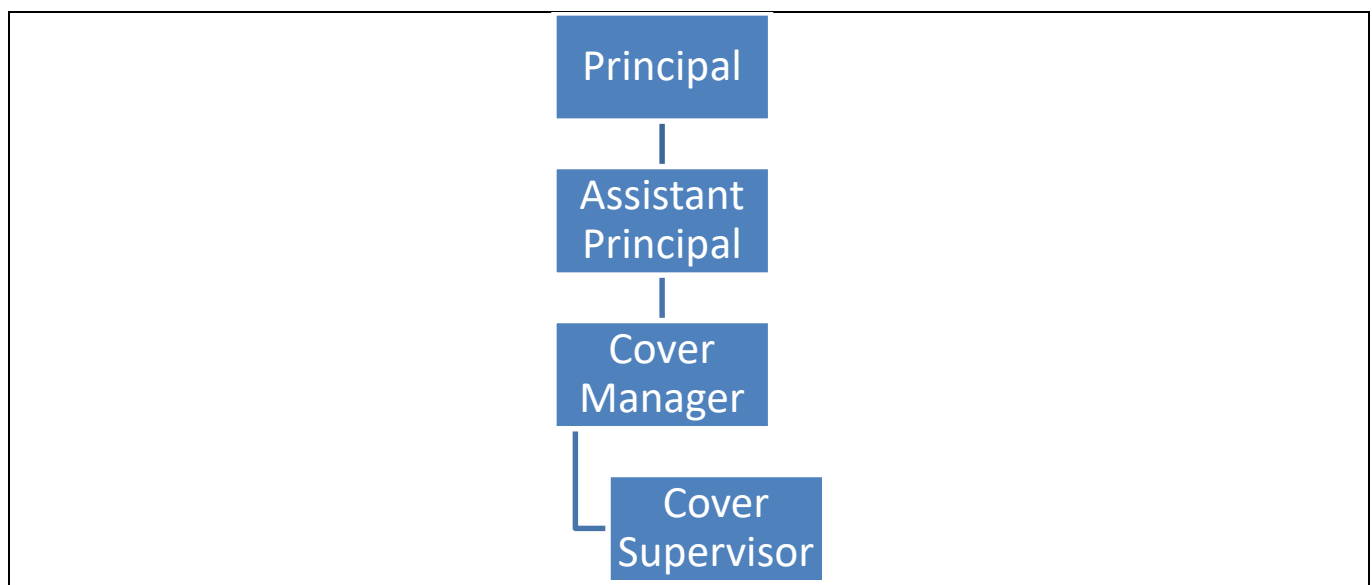 Principal
Assistant
Principal
Cover
Manager
Cover
Supervisor